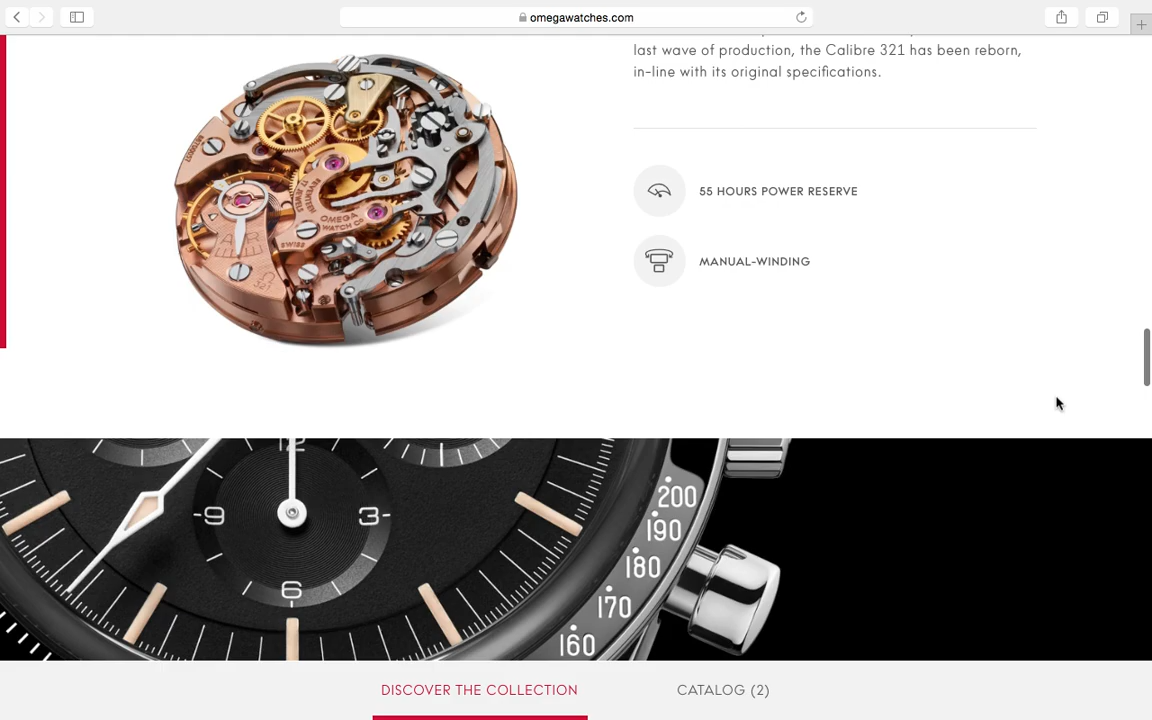 omegawatches.com
last wave of production, the Calibre 321 has been reborn,
in-line with its original specifications.
55 HOURS POWER RESERVE
MANUAL-WINDING
OMEGA
WATCH CO
SWISS
321
12
9
3
6
200
190
180
170
160
DISCOVER THE COLLECTION
CATALOG (2)